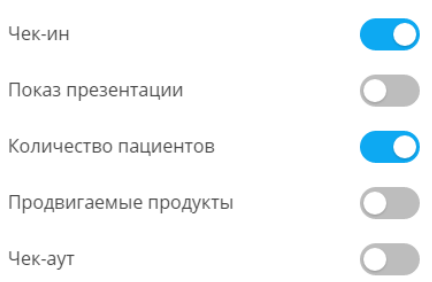 Чек-ин
Показ презентации
Количество пациентов
Продвигаемые продукты
Чек-аут